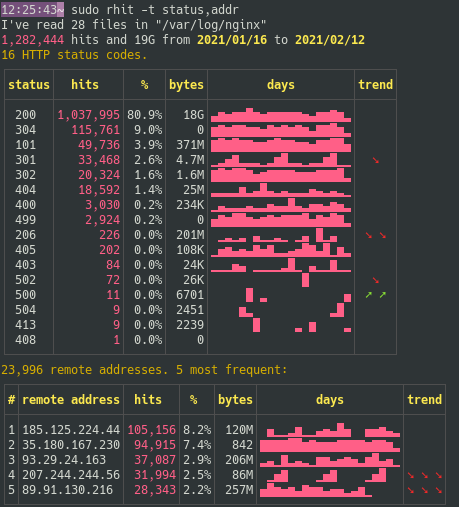 12:25:43~ sudo rhit -t status,addr
I've read 28 files in "/var/log/nginx"
1,282,444 hits and 19G from 2021/01/16 to 2021/02/12
16 HTTP status codes.
status hits % bytes days trend
200 1,037,995 80.9% 18G
304 115,761 9.0% 0
101 49,736 3.9% 371M
301 33,468 2.6% 4.7M ↘
302 20,324 1.6% 1.6M
404 18,592 1.4% 25M
400 3,030 0.2% 234K
499 2,924 0.2% 0
206 226 0.0% 201M ↘ ↘
405 202 0.0% 108K
403 84 0.0% 24K
502 72 0.0% 26K ↘
500 11 0.0% 6701 ↗ ↗
504 9 0.0% 2451
413 9 0.0% 2239
408 1 0.0% 0
23,996 remote addresses. 5 most frequent:
# remote address hits % bytes days trend
1 185.125.224.44 105,156 8.2% 120M
2 35.180.167.230 94,915 7.4% 842
3 93.29.24.163 37,087 2.9% 206M
4 207.244.244.56 31,994 2.5% 86M ↘ ↘ ↘
5 89.91.130.216 28,343 2.2% 257M ↘ ↘ ↘